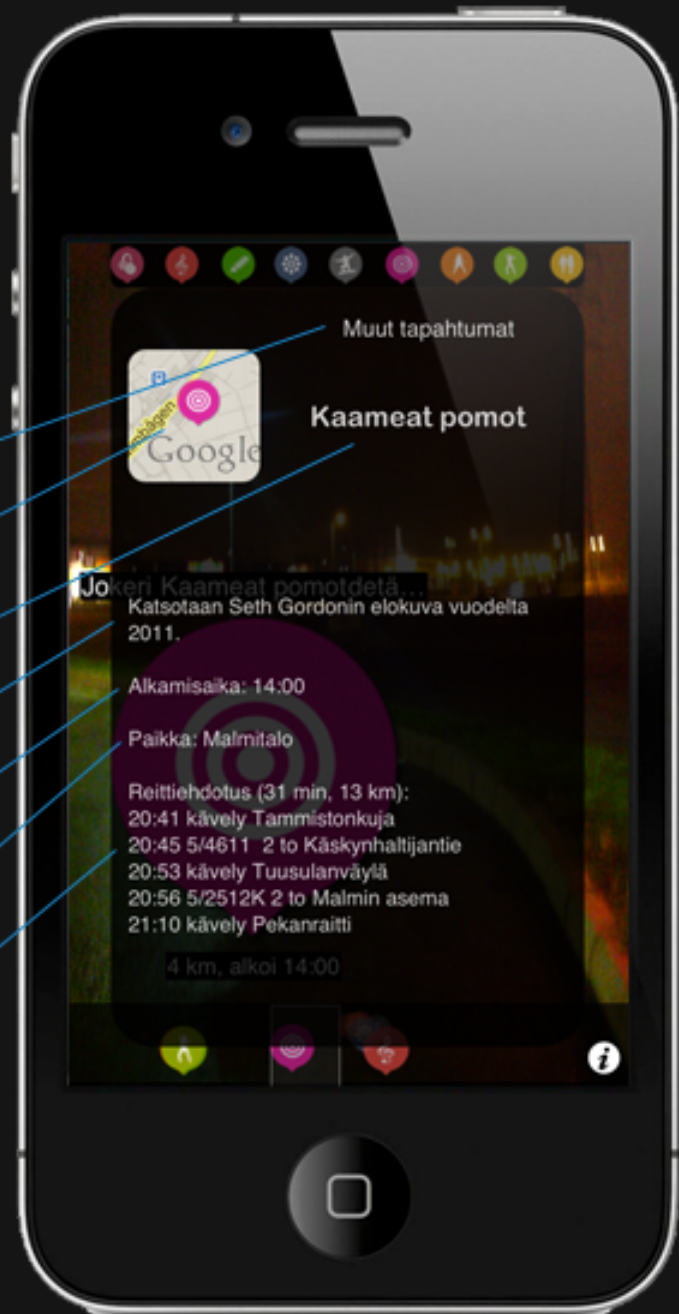 Muut tapahtumat
Kaameat pomot
Google
Jokeri Kaameat pomotdetä...
Katsotaan Seth Gordonin elokuva vuodelta
2011.
Alkamisaika: 14:00
Paikka: Malmitalo
Reittiehdotus (31 min, 13 km):
20:41 kävely Tammistonkuja
20:45 5/4611 2 to Käskynhaltijantie
20:53 kävely Tuusulanväylä
20:56 5/2512K 2 to Malmin asema
21:10 kävely Pekanraitti
4 km, alkoi 14:00
i